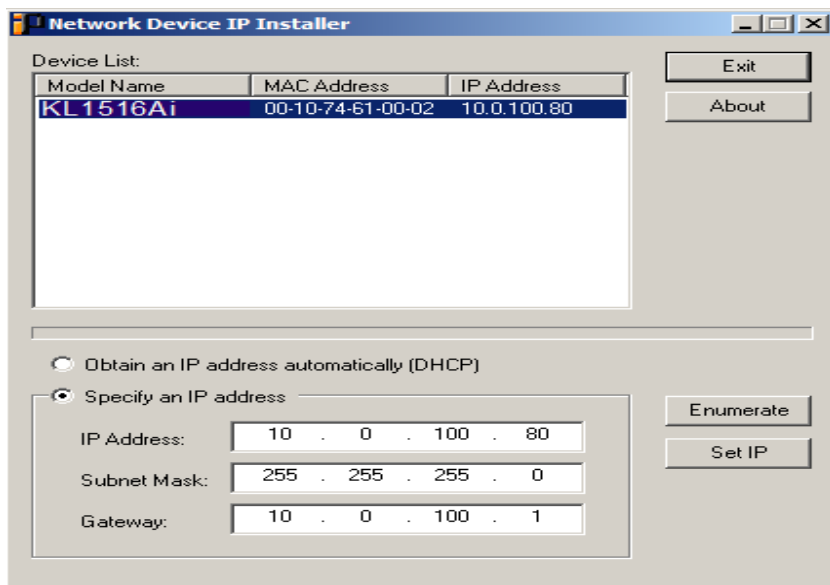 Network Device IP Installer
Device List:
Model Name MAC Address IP Address
KL1516Ai 00-10-74-61-00-02 10.0.100.80
Exit
About
Obtain an IP address automatically (DHCP)
Specify an IP address
IP Address: 10 . 0 . 100 . 80
Subnet Mask: 255 . 255 . 255 . 0
Gateway: 10 . 0 . 100 . 1
Enumerate
Set IP